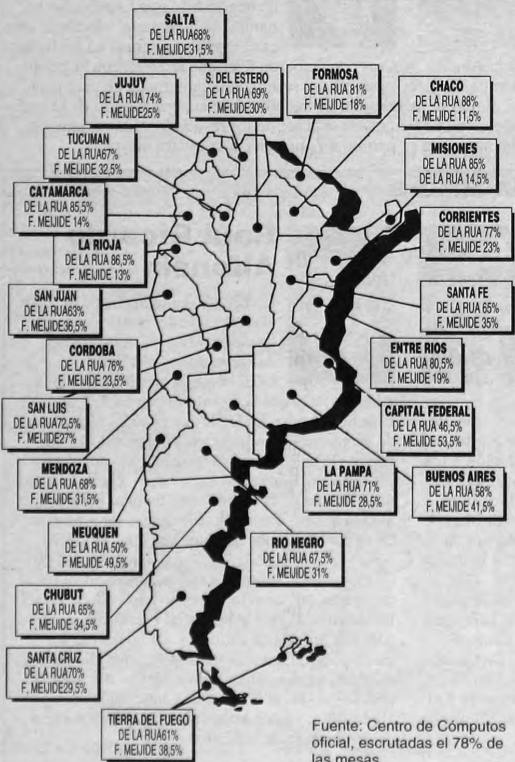 SALTA
DE LA RUA68%
F. MEIJIDE31,5%
JUJUY
DE LA RUA 74%
F. MEIJIDE25%
S. DEL ESTERO
DE LA RUA 69%
F. MEIJIDE30%
FORMOSA
DE LA RUA 81%
F. MEIJIDE 18%
CHACO
DE LA RUA 88%
F. MEIJIDE 11,5%
TUCUMAN
DE LA RUA67%
F. MEIJIDE 32,5%
MISIONES
DE LA RUA 85%
DE LA RUA 14,5%
CATAMARCA
DE LA RUA 85,5%
F. MEIJIDE 14%
CORRIENTES
DE LA RUA 77%
F. MEIJIDE 23%
LA RIOJA
DE LA RUA 86,5%
F. MEIJIDE 13%
SAN JUAN
DE LA RUA63%
F. MEIJIDE36,5%
SANTA FE
DE LA RUA 65%
F. MEIJIDE 35%
CORDOBA
DE LA RUA 76%
F. MEIJIDE 23,5%
ENTRE RIOS
DE LA RUA 80,5%
F. MEIJIDE 19%
SAN LUIS
DE LA RUA72,5%
F. MEIJIDE27%
CAPITAL FEDERAL
DE LA RUA 46,5%
F. MEIJIDE 53,5%
MENDOZA
DE LA RUA 68%
F. MEIJIDE 31,5%
LA PAMPA
DE LA RUA 71%
F. MEIJIDE 28,5%
BUENOS AIRES
DE LA RUA 58%
F. MEIJIDE 41,5%
NEUQUEN
DE LA RUA 50%
F. MEIJIDE 49,5%
RIO NEGRO
DE LA RUA 67,5%
F. MEIJIDE 31%
CHUBUT
DE LA RUA 65%
F. MEIJIDE 34,5%
SANTA CRUZ
DE LA RUA70%
F. MEIJIDE29,5%
TIERRA DEL FUEGO
DE LA RUA61%
F. MEIJIDE 38,5%
Fuente: Centro de Cómputos
oficial, escrutadas el 78% de
las mesas